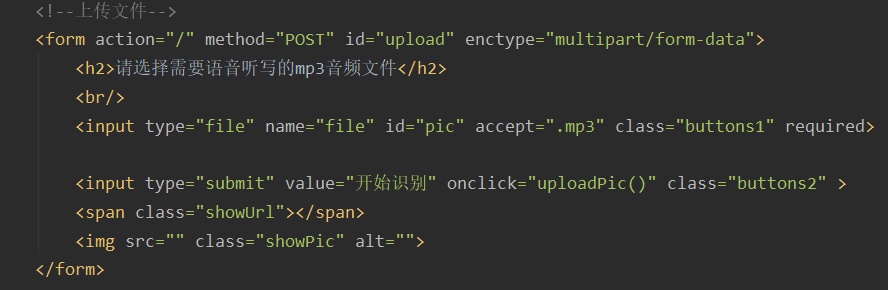 <!--上传文件-->
<form action="/" method="POST" id="upload" enctype="multipart/form-data">
<h2>请选择需要语音听写的mp3音频文件</h2>
<br/>
<input type="file" name="file" id="pic" accept=".mp3" class="buttons1" required>
<input type="submit" value="开始识别" onclick="uploadPic()" class="buttons2" >
<span class="showUrl"></span>
<img src="" class="showPic" alt="">
</form>